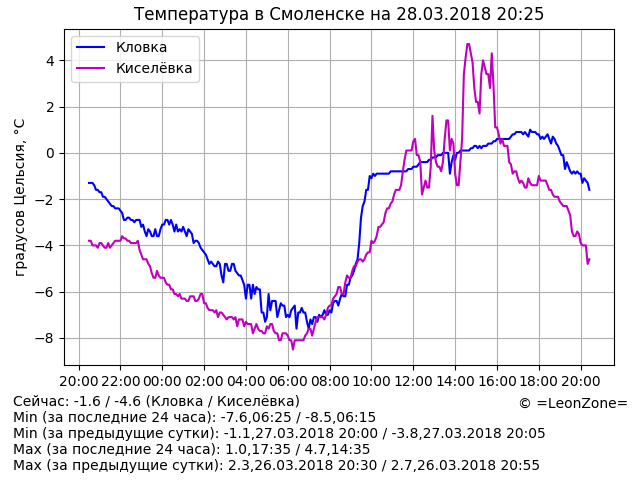 Температура в Смоленске на 28.03.2018 20:25
Кловка
Киселёвка
градусов Цельсия, °C
4
2
0
−2
−4
−6
−8
20:00 22:00 00:00 02:00 04:00 06:00 08:00 10:00 12:00 14:00 16:00 18:00 20:00
Сейчас: -1.6 / -4.6 (Кловка / Киселёвка)
© =LeonZone=
Min (за последние 24 часа): -7.6,06:25 / -8.5,06:15
Min (за предыдущие сутки): -1.1,27.03.2018 20:00 / -3.8,27.03.2018 20:05
Max (за последние 24 часа): 1.0,17:35 / 4.7,14:35
Max (за предыдущие сутки): 2.3,26.03.2018 20:30 / 2.7,26.03.2018 20:55